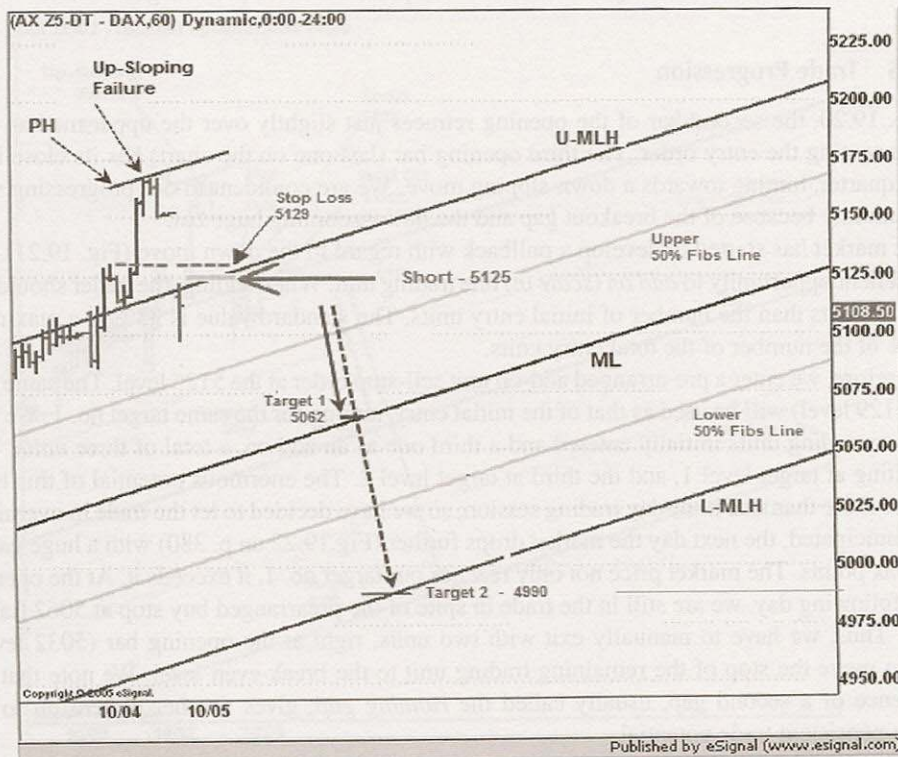 (AX Z5-DT - DAX,60) Dynamic,0:00-24:00
5225.00
Up-Sloping
Failure
5200.00
PH
U-MLH
5175.00
Stop Loss
5129
5150.00
Upper
50% Fibs Line
Short - 5125
5125.00
5108.50
5100.00
ML
5075.00
Target 1
5062
Lower
50% Fibs Line
5050.00
L-MLH
5025.00
5000.00
Target 2 - 4990
4975.00
4950.00
Copyright © 2005 eSignal.
10/04
10/05
Published by eSignal (www.esignal.com)